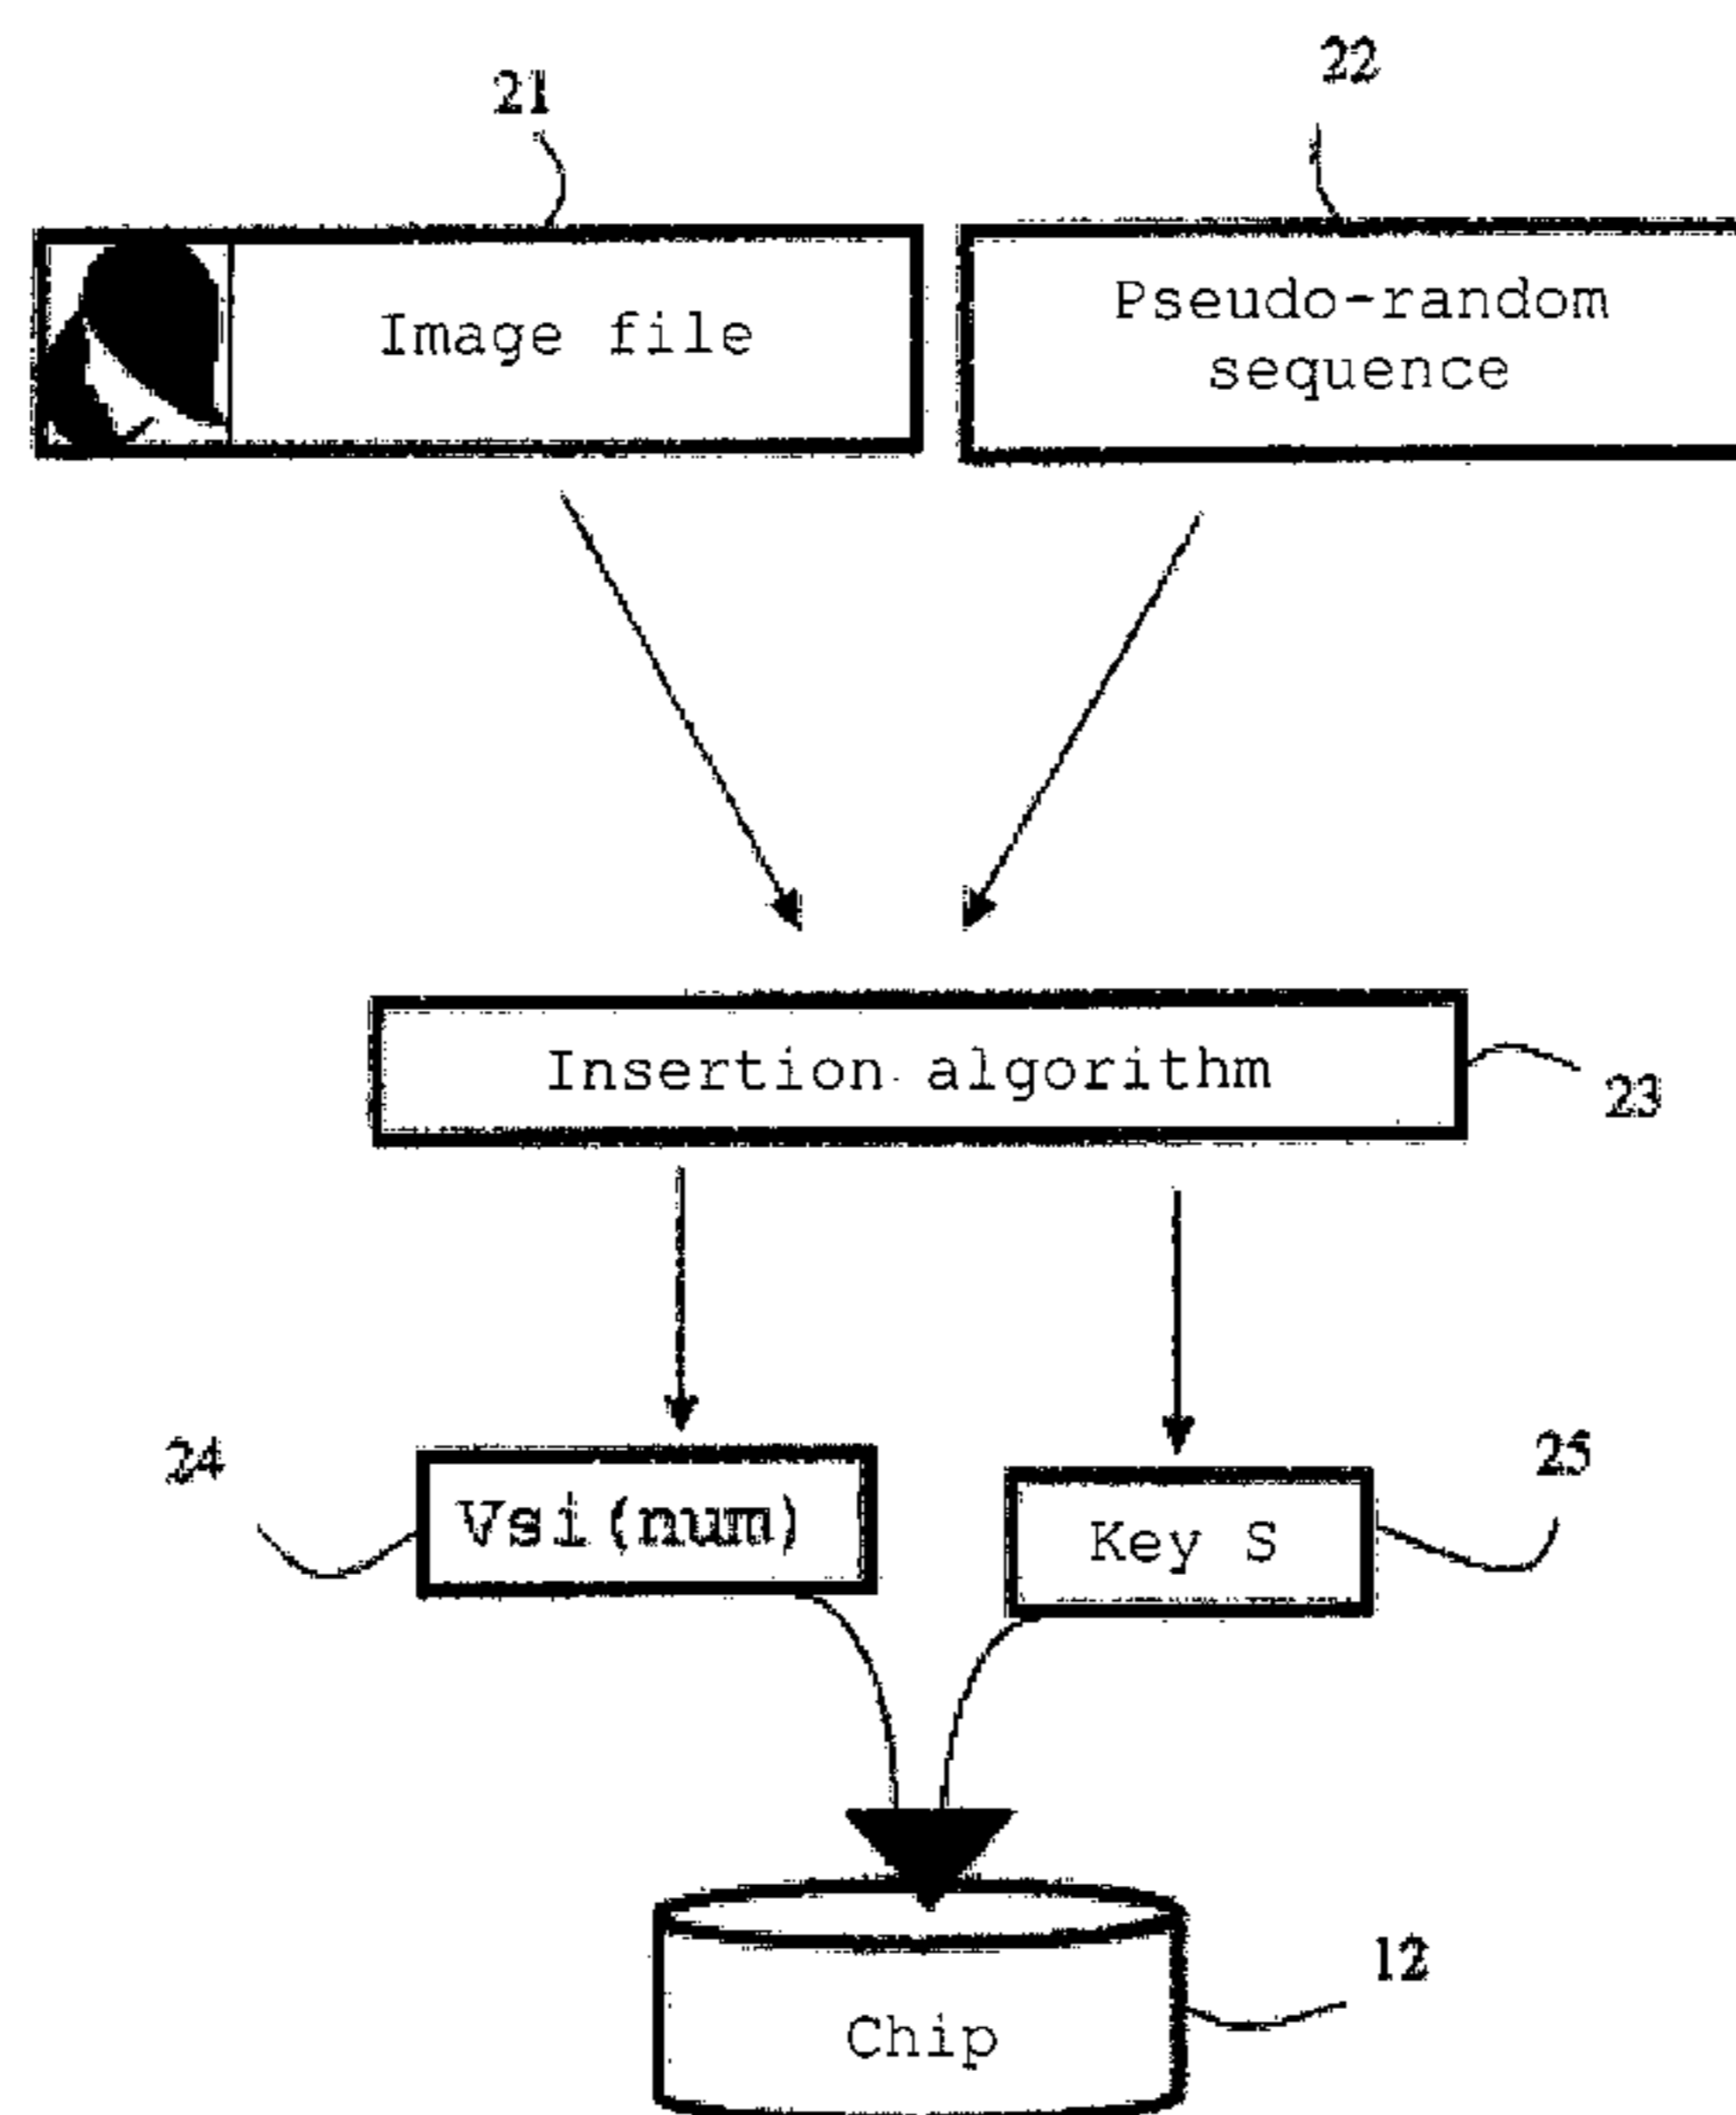 21
22
Image file
Pseudo-random
sequence
Insertion algorithm
23
24
Vsi(num)
Key S
25
12
Chip